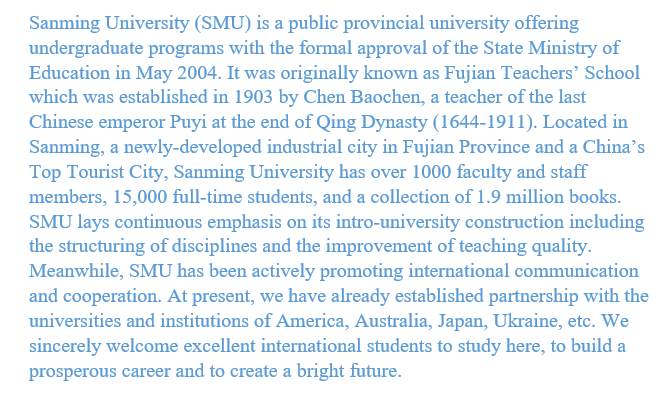 Sanming University (SMU) is a public provincial university offering
undergraduate programs with the formal approval of the State Ministry of
Education in May 2004. It was originally known as Fujian Teachers’ School
which was established in 1903 by Chen Baochen, a teacher of the last
Chinese emperor Puyi at the end of Qing Dynasty (1644-1911). Located in
Sanming, a newly-developed industrial city in Fujian Province and a China’s
Top Tourist City, Sanming University has over 1000 faculty and staff
members, 15,000 full-time students, and a collection of 1.9 million books.
SMU lays continuous emphasis on its intro-university construction including
the structuring of disciplines and the improvement of teaching quality.
Meanwhile, SMU has been actively promoting international communication
and cooperation. At present, we have already established partnership with the
universities and institutions of America, Australia, Japan, Ukraine, etc. We
sincerely welcome excellent international students to study here, to build a
prosperous career and to create a bright future.